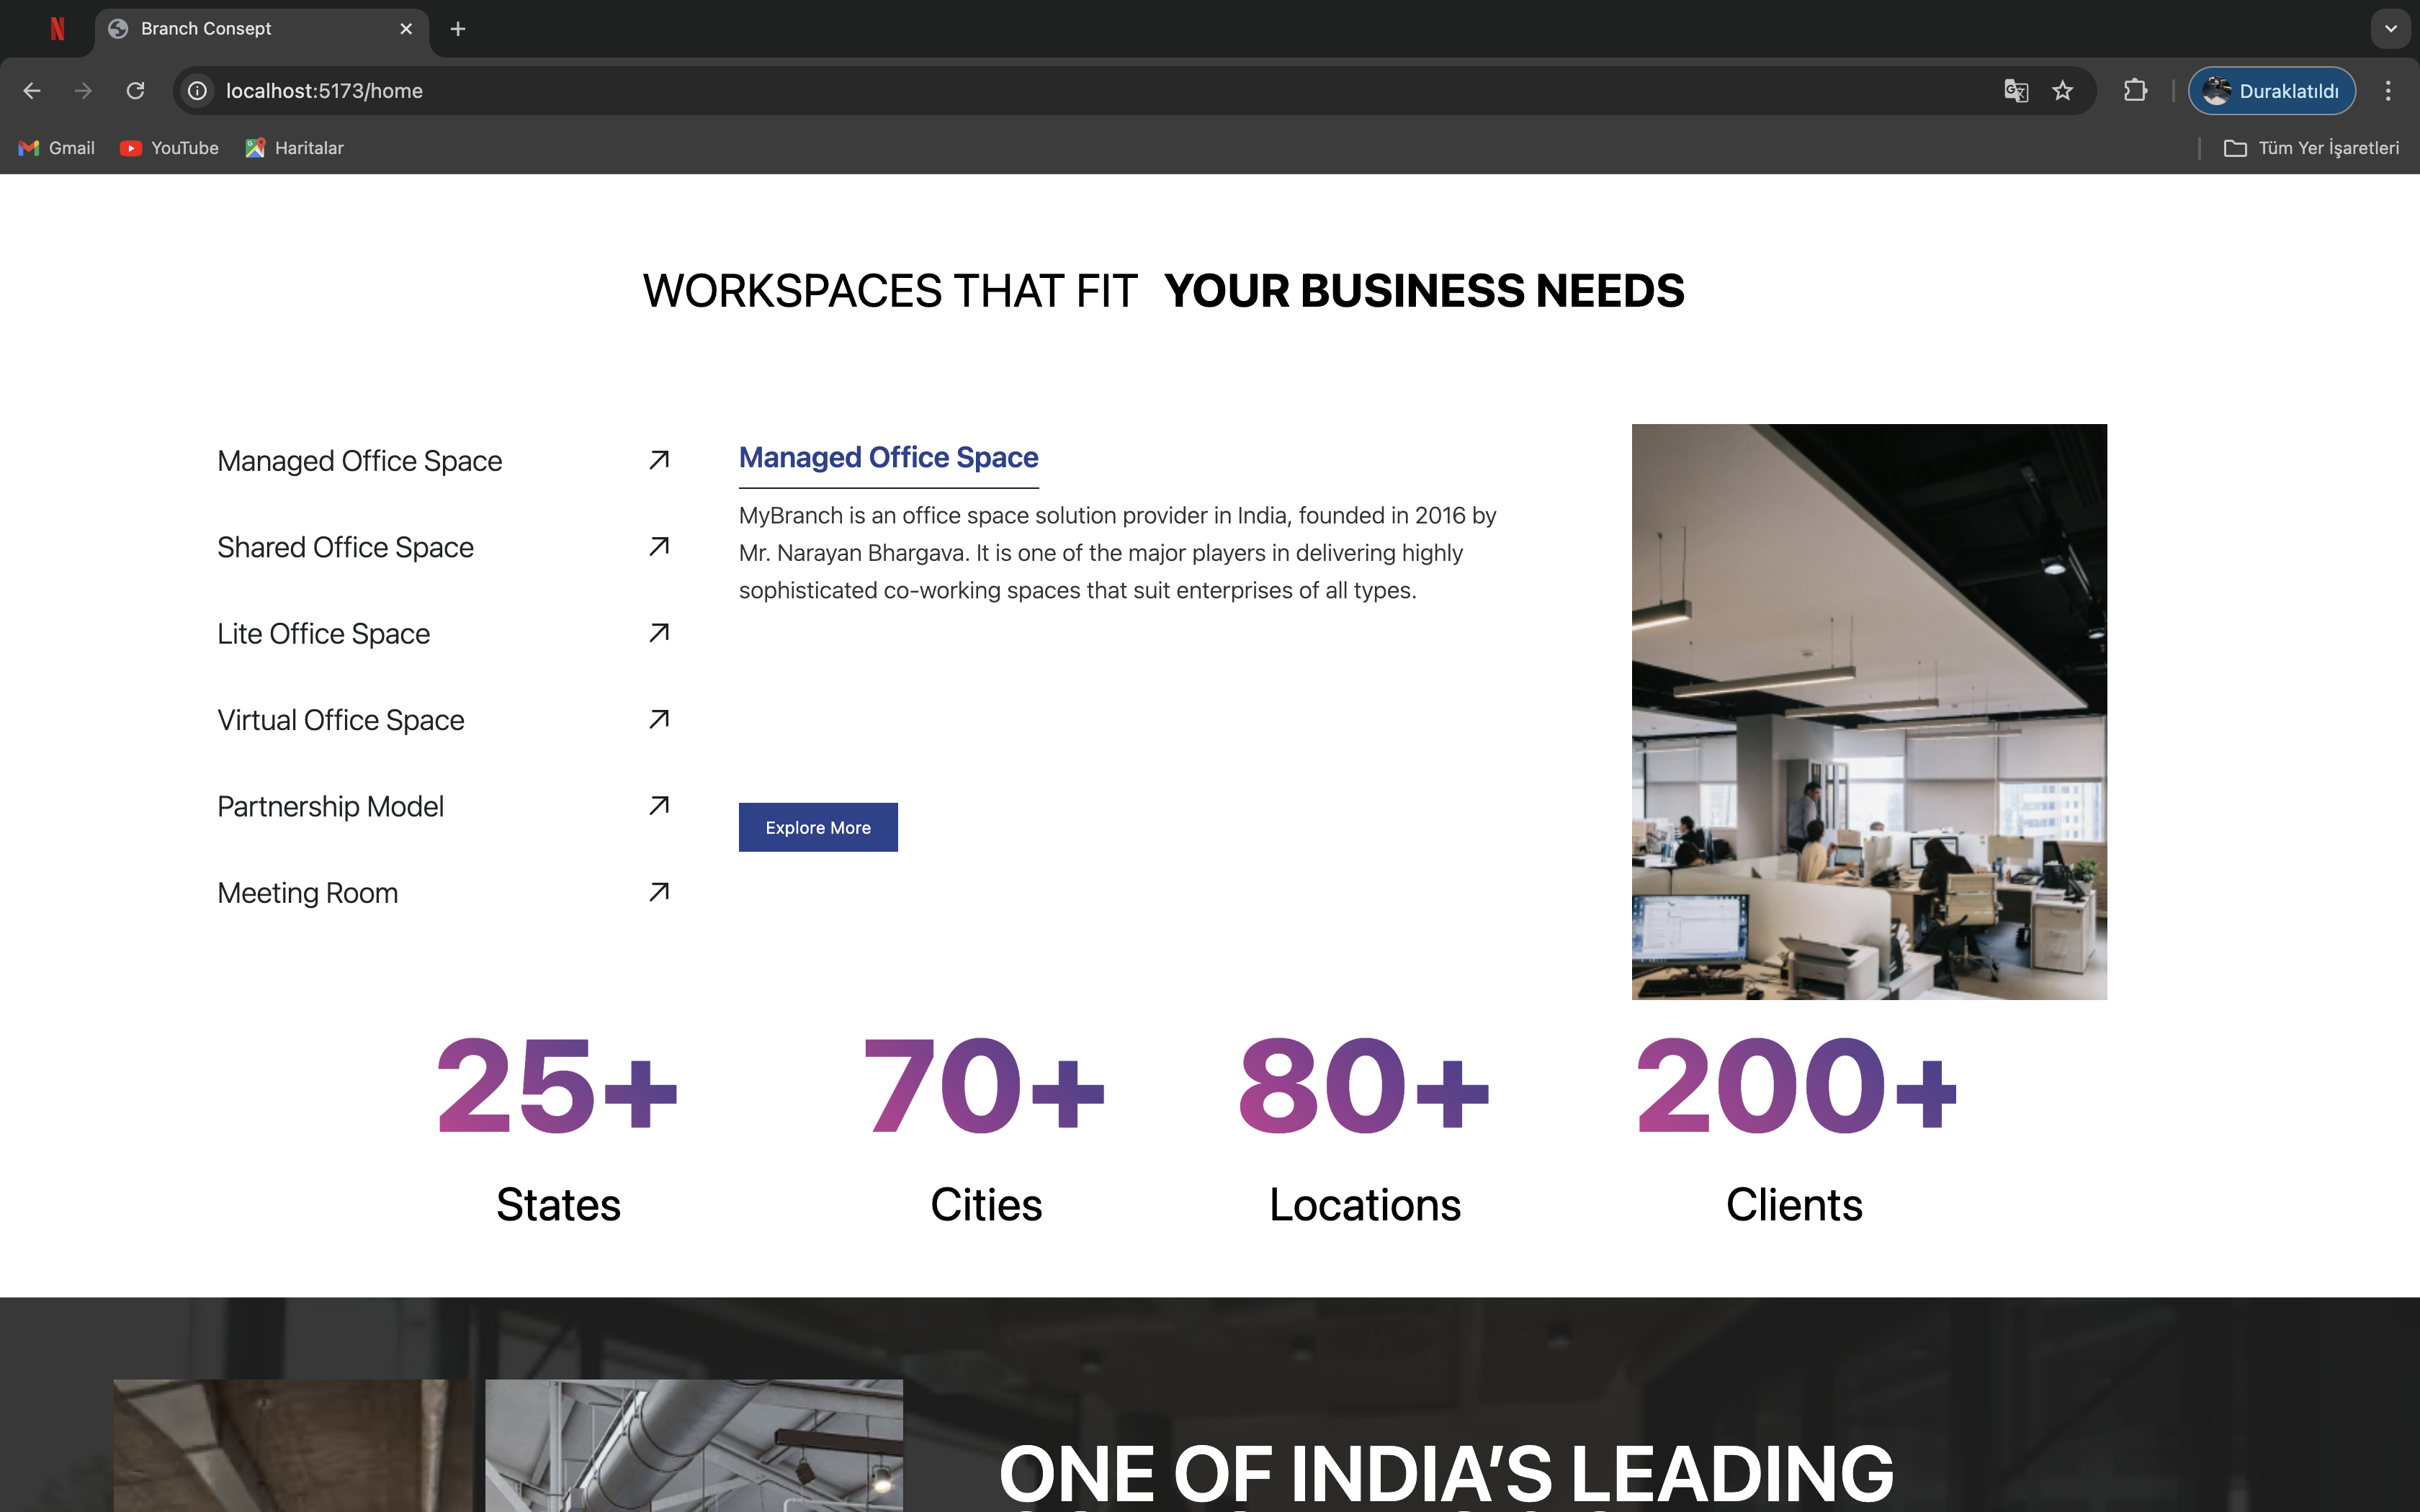 Branch Consept
localhost:5173/home
Duraklatıldı
Gmail
YouTube
Haritalar
Tüm Yer İşaretleri
WORKSPACES THAT FIT YOUR BUSINESS NEEDS
Managed Office Space
Shared Office Space
Lite Office Space
Virtual Office Space
Partnership Model
Meeting Room
Managed Office Space
MyBranch is an office space solution provider in India, founded in 2016 by
Mr. Narayan Bhargava. It is one of the major players in delivering highly
sophisticated co-working spaces that suit enterprises of all types.
Explore More
25+
States
70+
Cities
80+
Locations
200+
Clients
ONE OF INDIA’S LEADING